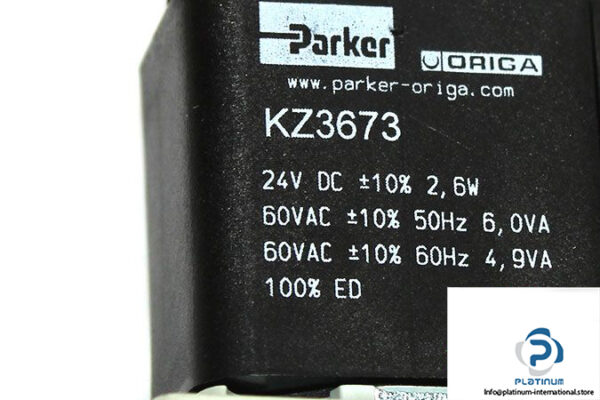 Parker
ORIGA
www.parker-origa.com
KZ3673
24V DC ±10% 2,6W
60VAC ±10% 50Hz 6,0VA
60VAC ±10% 60Hz 4,9VA
100% ED
PLATINUM
Info@platinum-international.store